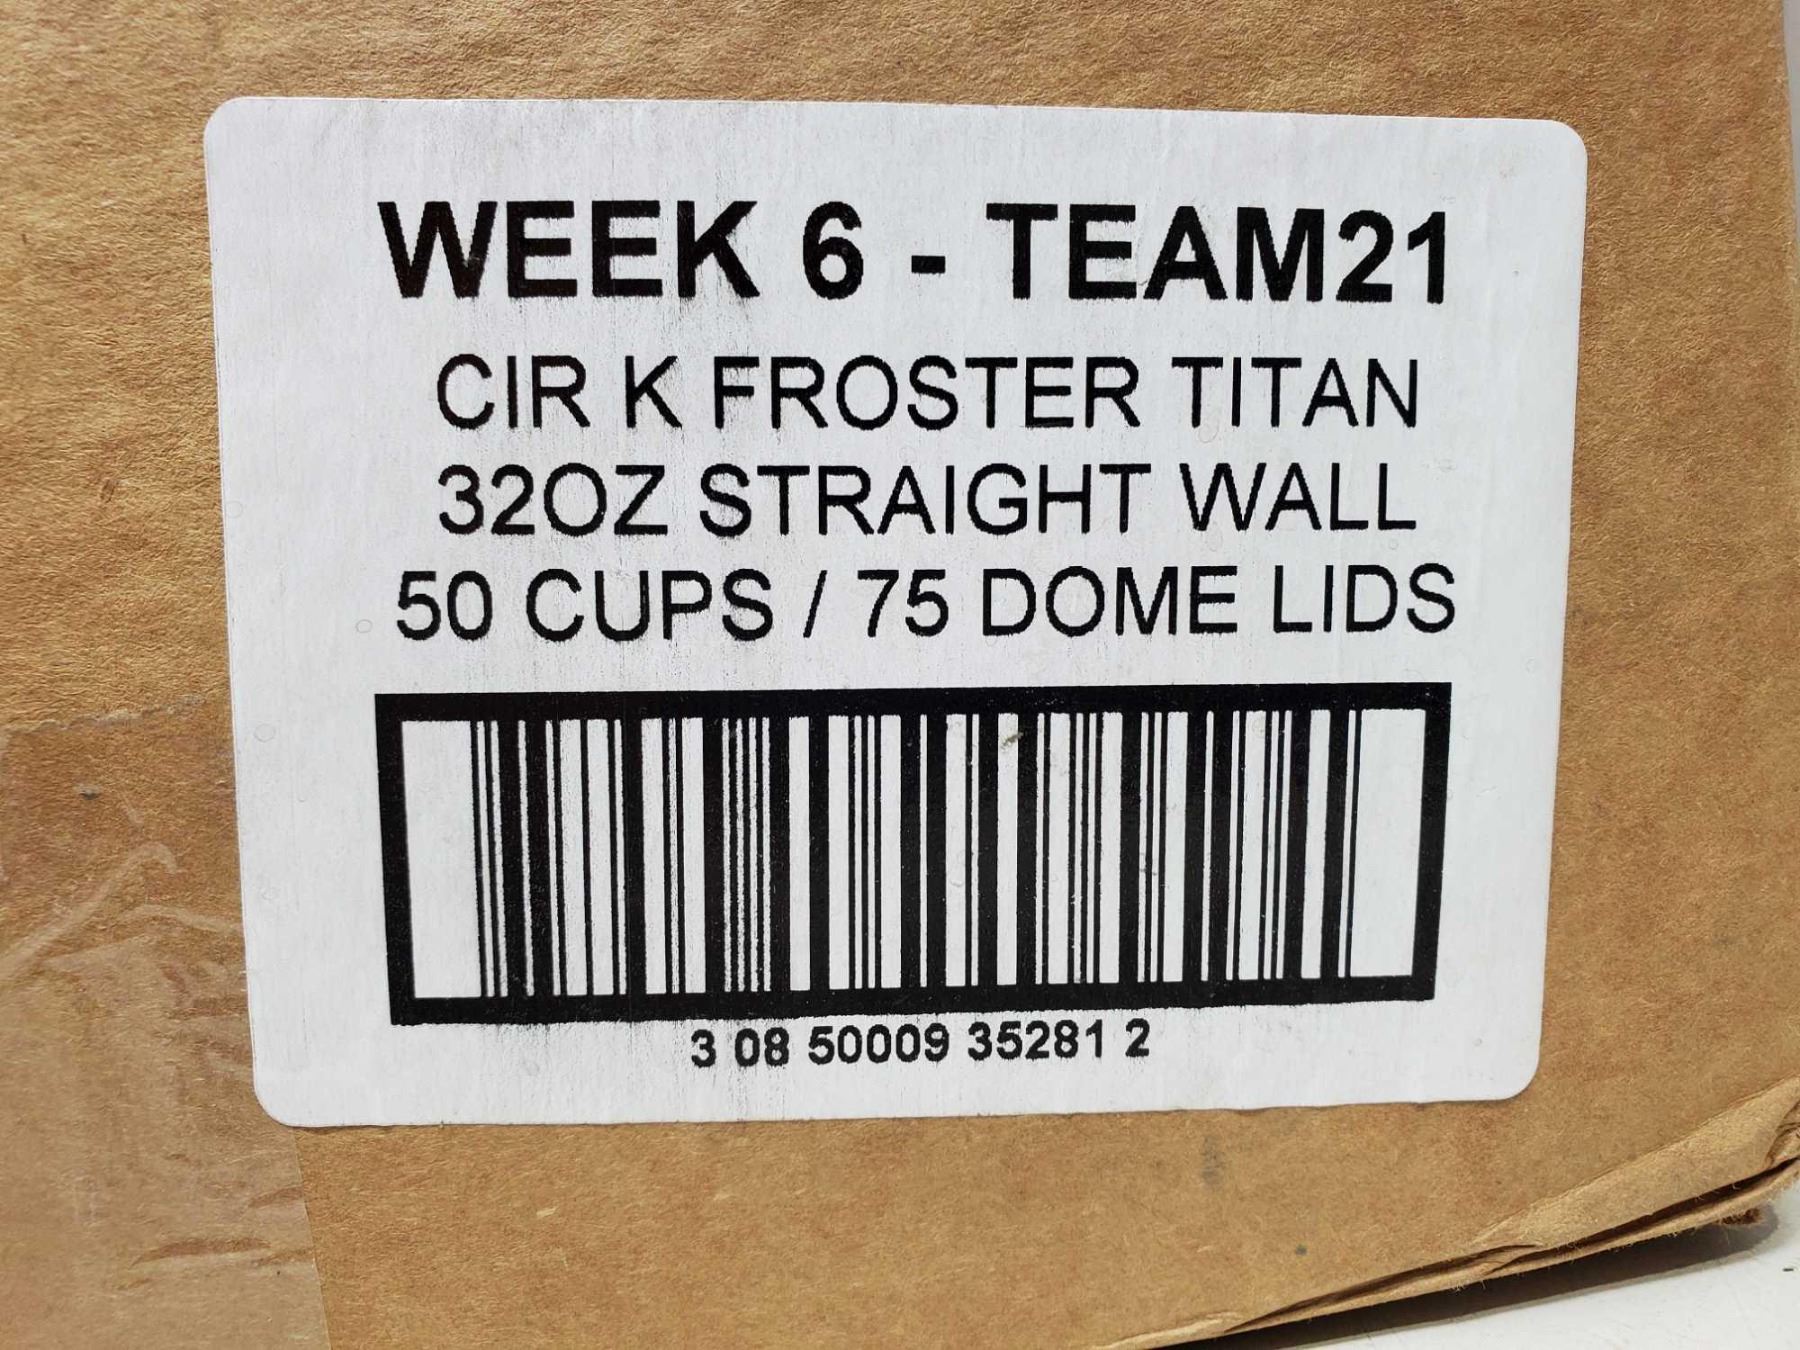 WEEK 6 - TEAM21
CIR K FROSTER TITAN
32OZ STRAIGHT WALL
50 CUPS / 75 DOME LIDS
3 08 50009 35281 2